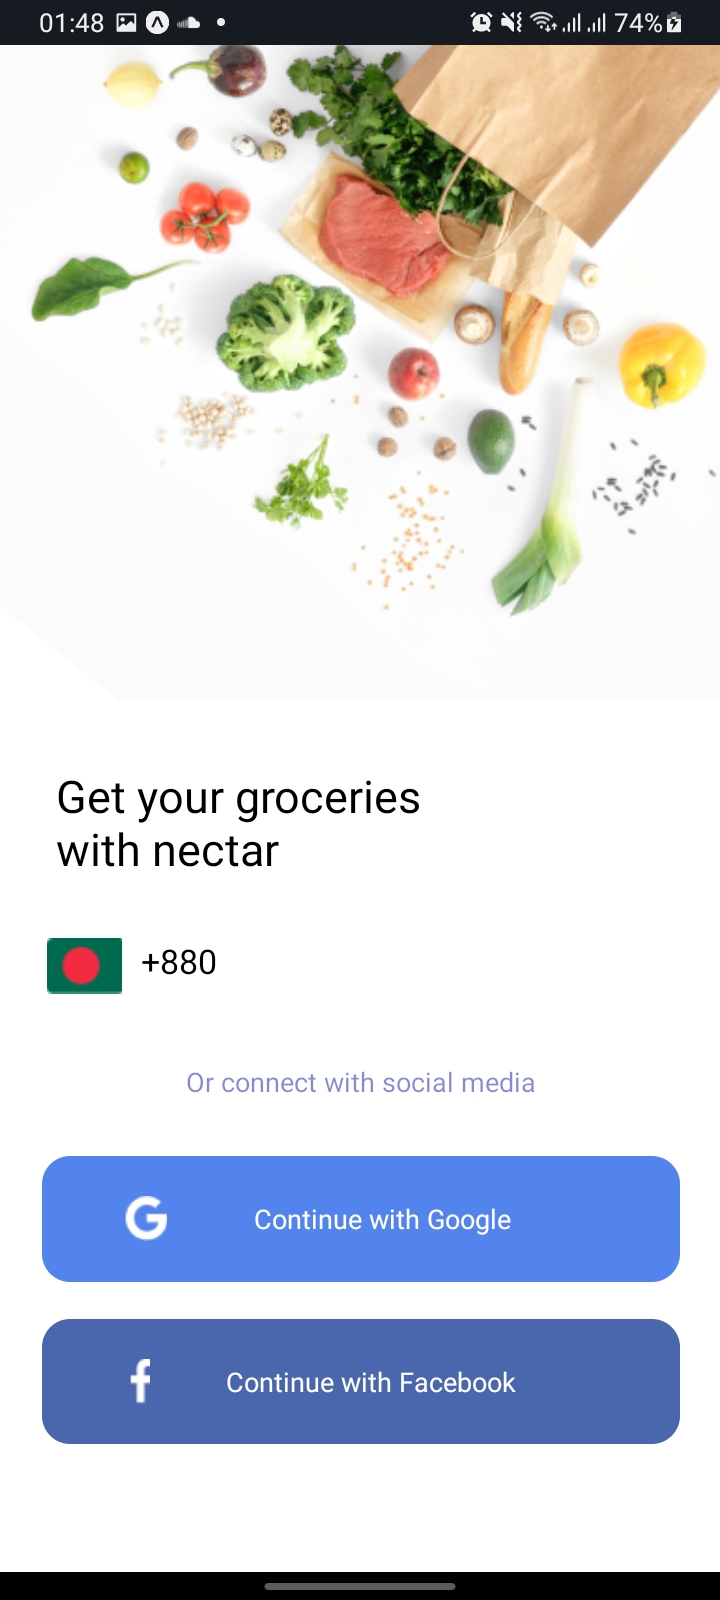 01:48 74%
Get your groceries
with nectar
+880
Or connect with social media
Continue with Google
Continue with Facebook